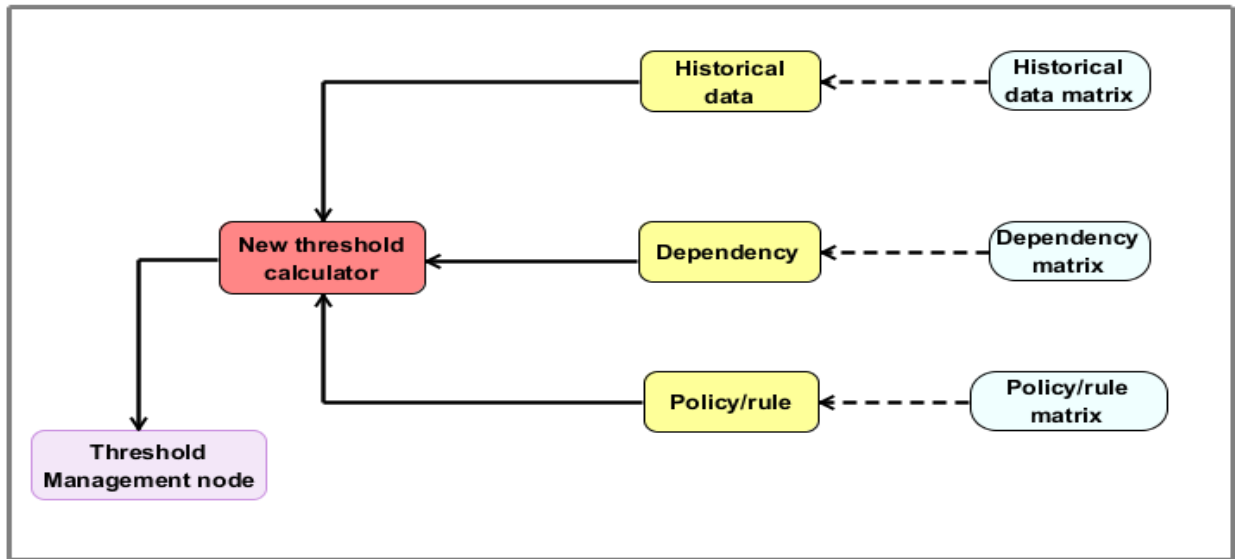 Historical
data
Historical
data matrix
New threshold
calculator
Dependency
Dependency
matrix
Policy/rule
Policy/rule
matrix
Threshold
Management node